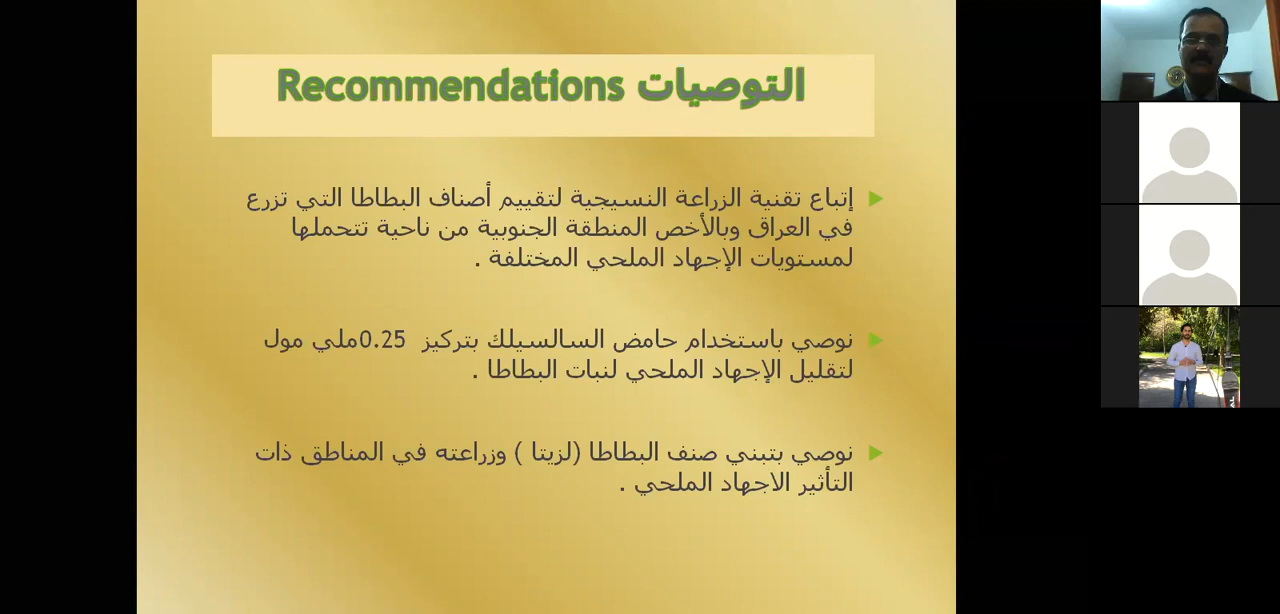 التوصيات Recommendations
إتباع تقنية الزراعة النسيجية لتقييم أصناف البطاطا التي تزرع
في العراق وبالأخص المنطقة الجنوبية من ناحية تتحملها
لمستويات الإجهاد الملحي المختلفة .
نوصي باستخدام حامض السالسيلك بتركيز 0.25ملي مول
لتقليل الإجهاد الملحي لنبات البطاطا .
نوصي بتبني صنف البطاطا (لزيتا ) وزراعته في المناطق ذات
التأثير الاجهاد الملحي .